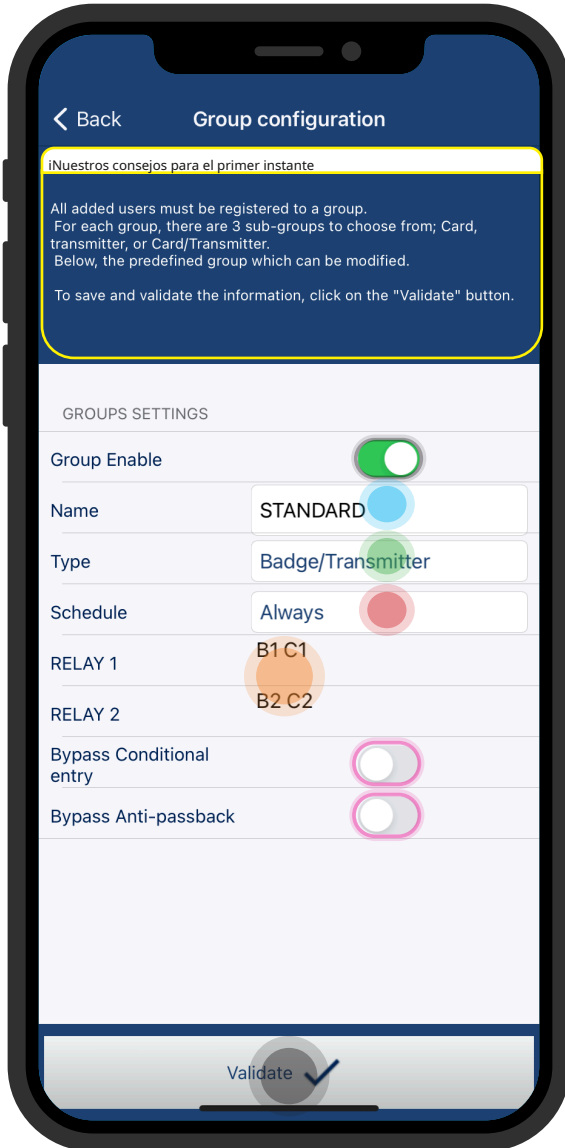 Back
Group configuration
¡Nuestros consejos para el primer instante
All added users must be registered to a group.
For each group, there are 3 sub-groups to choose from; Card,
transmitter, or Card/Transmitter.
Below, the predefined group which can be modified.
To save and validate the information, click on the "Validate" button.
GROUPS SETTINGS
Group Enable
Name STANDARD
Type Badge/Transmitter
Schedule Always
RELAY 1 B1 C1
RELAY 2 B2 C2
Bypass Conditional
entry
Bypass Anti-passback
Validate